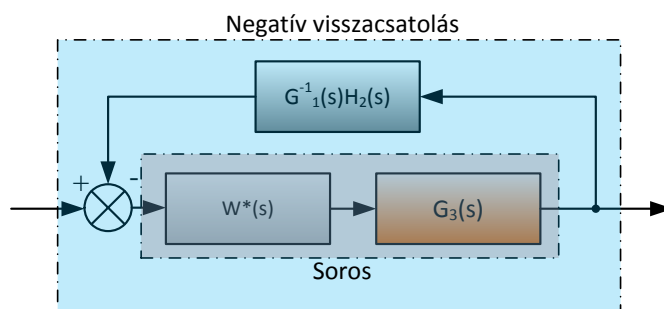 Negatív visszacsatolás
G⁻¹₁(s)H₂(s)
+
-
W*(s)
G₃(s)
Soros